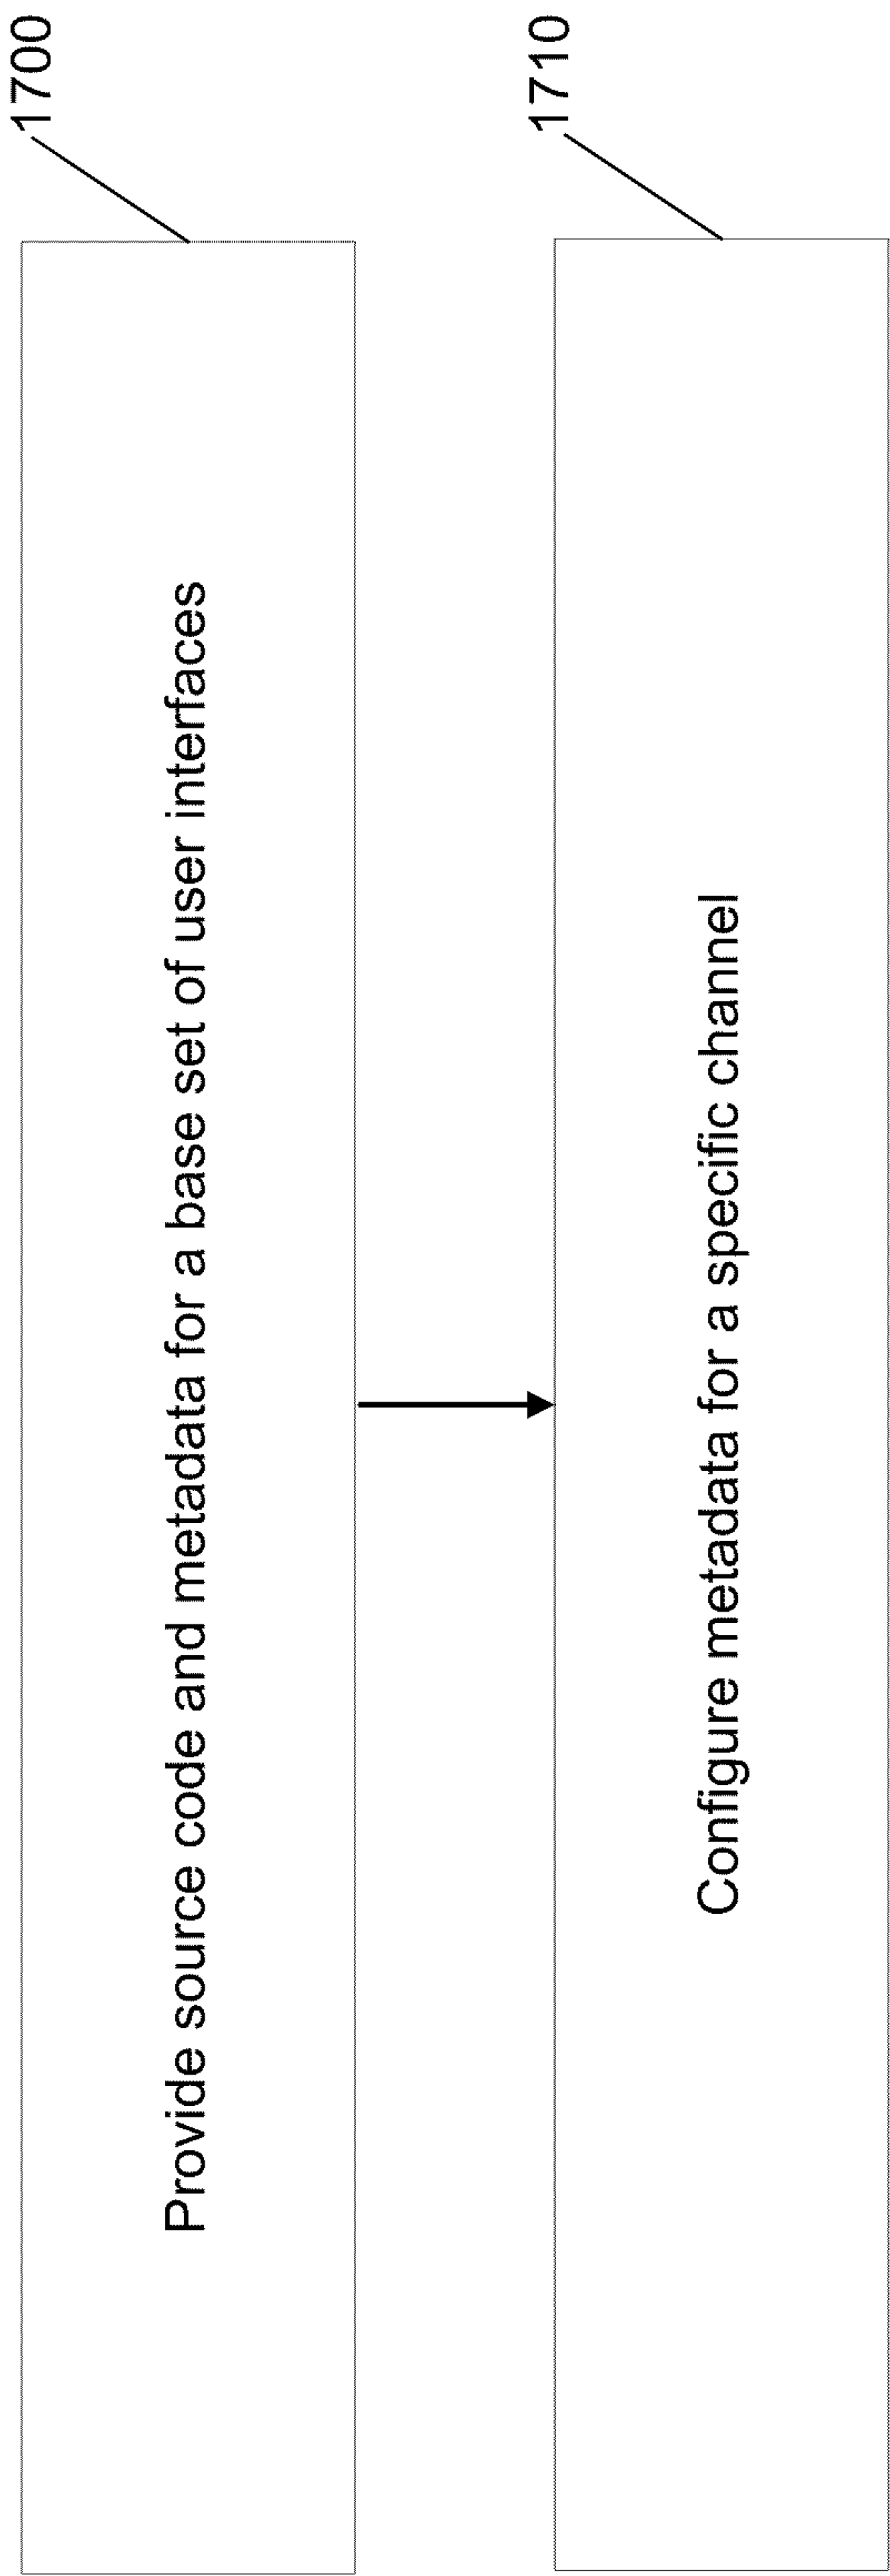 1700
Provide source code and metadata for a base set of user interfaces
1710
Configure metadata for a specific channel